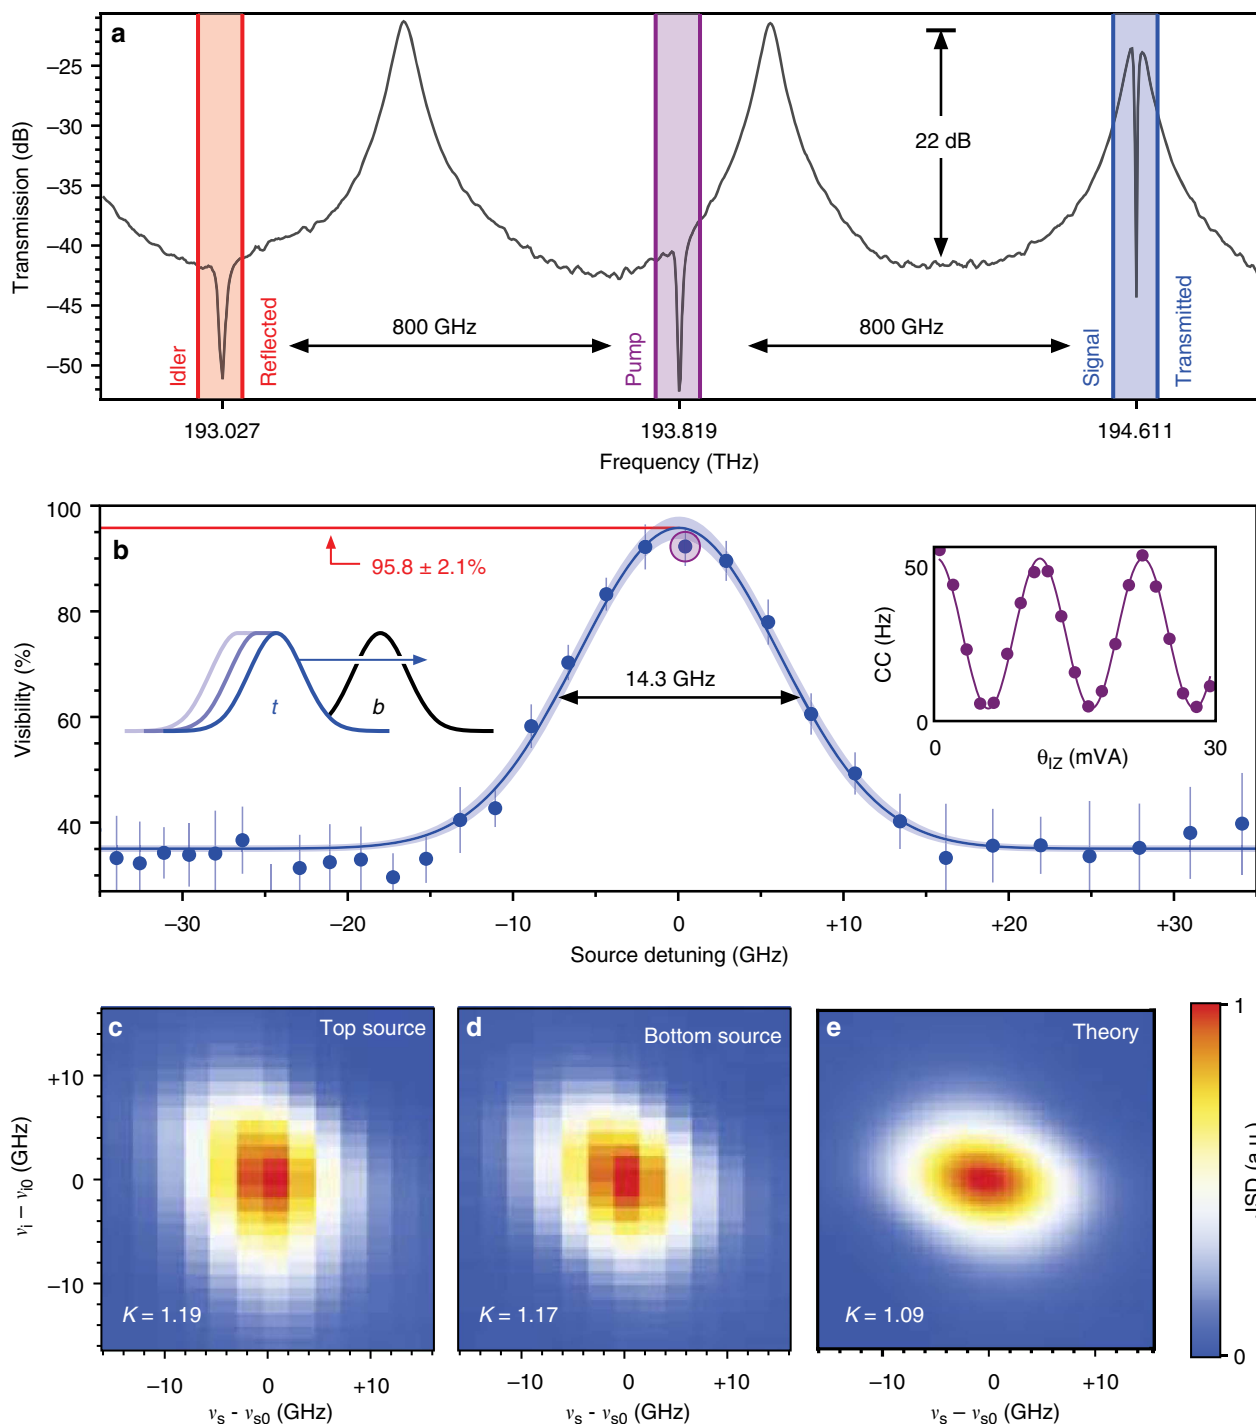 a
Transmission (dB)
−25
−30
−35
−40
−45
−50
22 dB
800 GHz
800 GHz
Idler
Reflected
Pump
Signal
Transmitted
193.027
193.819
194.611
Frequency (THz)
b
Visibility (%)
100
80
60
40
95.8 ± 2.1%
t
b
14.3 GHz
CC (Hz)
50
0
0
30
θIZ (mVA)
−30
−20
−10
0
+10
+20
+30
Source detuning (GHz)
c
Top source
K = 1.19
d
Bottom source
K = 1.17
e
Theory
K = 1.09
νi − νi0 (GHz)
+10
0
−10
−10
0
+10
νs - νs0 (GHz)
−10
0
+10
νs - νs0 (GHz)
−10
0
+10
νs − νs0 (GHz)
1
0